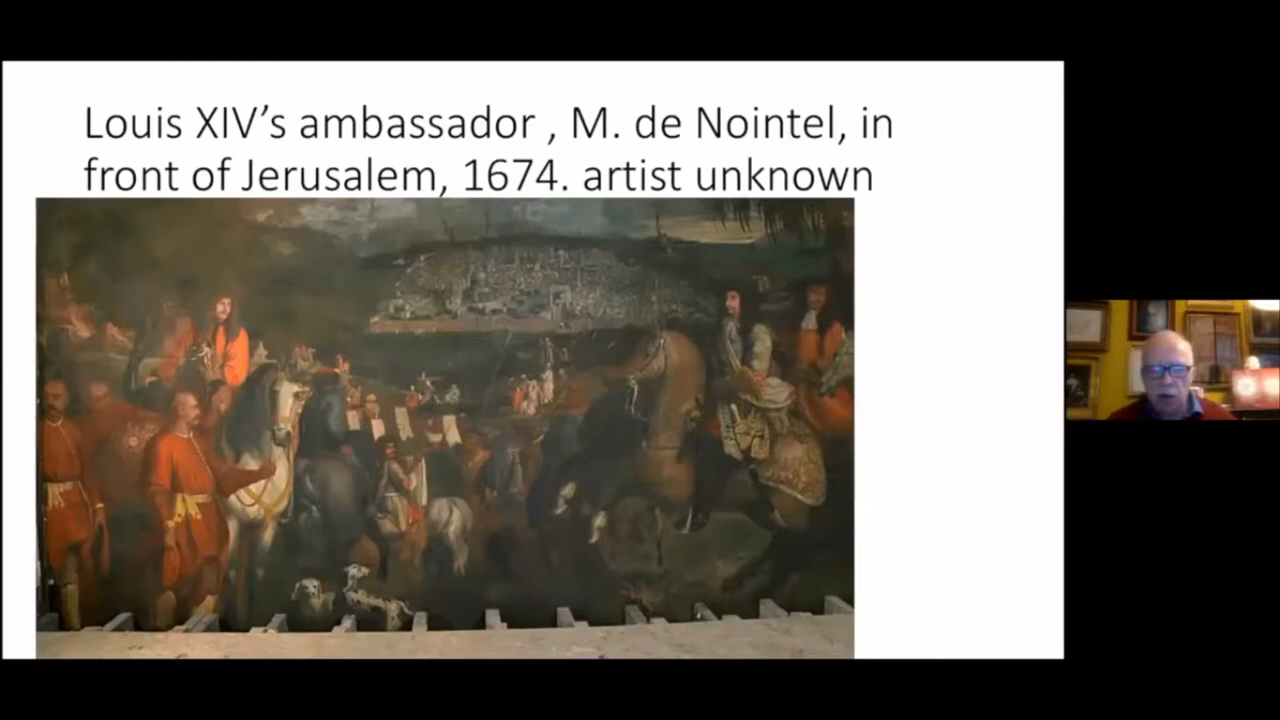 Louis XIV’s ambassador , M. de Nointel, in
front of Jerusalem, 1674. artist unknown